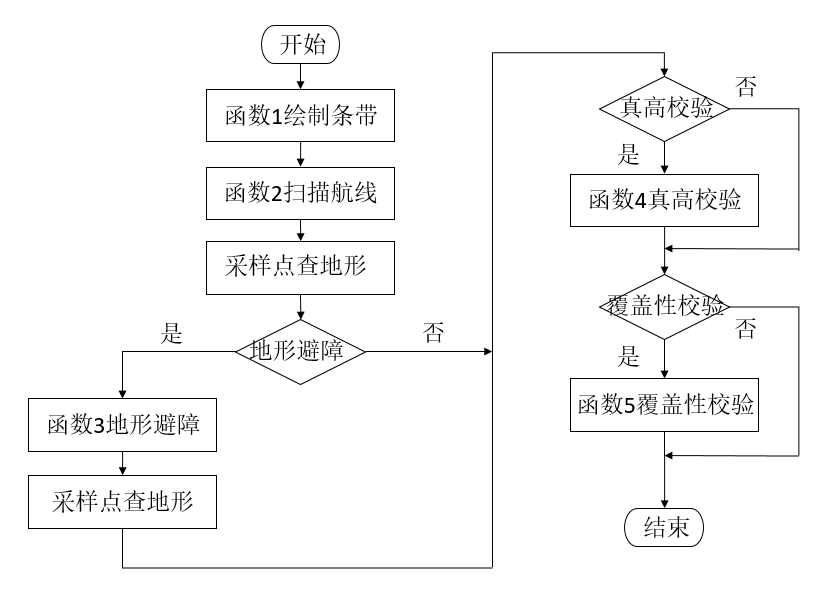 开始
函数1绘制条带
函数2扫描航线
采样点查地形
地形避障
是
否
函数3地形避障
采样点查地形
真高校验
否
是
函数4真高校验
覆盖性校验
否
是
函数5覆盖性校验
结束